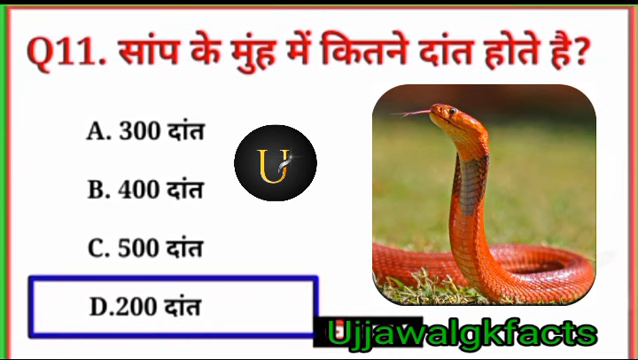 Q11. सांप के मुंह में कितने दांत होते है?
A. 300 दांत
B. 400 दांत
C. 500 दांत
D.200 दांत
U
Ujjawalgkfacts